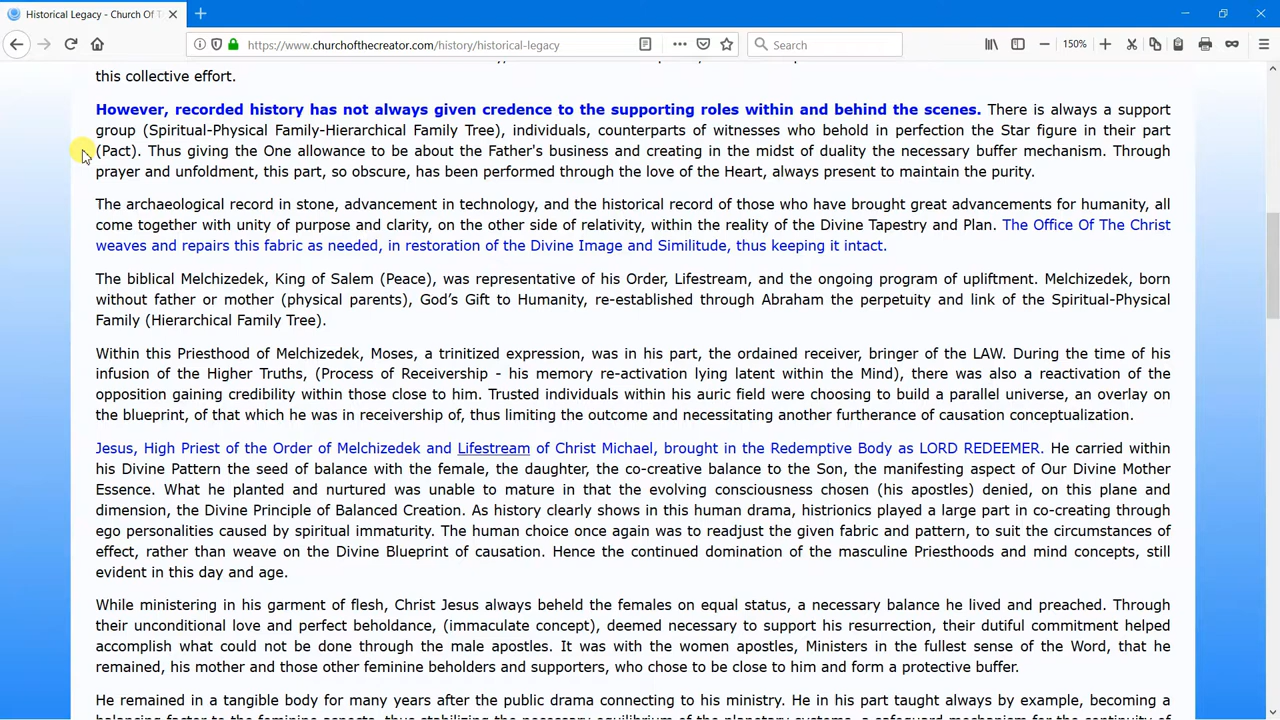 Historical Legacy - Church Of T
https://www.churchofthecreator.com/history/historical-legacy
150%
Search
this collective effort.
However, recorded history has not always given credence to the supporting roles within and behind the scenes. There is always a support
group (Spiritual-Physical Family-Hierarchical Family Tree), individuals, counterparts of witnesses who behold in perfection the Star figure in their part
(Pact). Thus giving the One allowance to be about the Father's business and creating in the midst of duality the necessary buffer mechanism. Through
prayer and unfoldment, this part, so obscure, has been performed through the love of the Heart, always present to maintain the purity.
The archaeological record in stone, advancement in technology, and the historical record of those who have brought great advancements for humanity, all
come together with unity of purpose and clarity, on the other side of relativity, within the reality of the Divine Tapestry and Plan. The Office Of The Christ
weaves and repairs this fabric as needed, in restoration of the Divine Image and Similitude, thus keeping it intact.
The biblical Melchizedek, King of Salem (Peace), was representative of his Order, Lifestream, and the ongoing program of upliftment. Melchizedek, born
without father or mother (physical parents), God's Gift to Humanity, re-established through Abraham the perpetuity and link of the Spiritual-Physical
Family (Hierarchical Family Tree).
Within this Priesthood of Melchizedek, Moses, a trinitized expression, was in his part, the ordained receiver, bringer of the LAW. During the time of his
infusion of the Higher Truths, (Process of Receivership - his memory re-activation lying latent within the Mind), there was also a reactivation of the
opposition gaining credibility within those close to him. Trusted individuals within his auric field were choosing to build a parallel universe, an overlay on
the blueprint, of that which he was in receivership of, thus limiting the outcome and necessitating another furtherance of causation conceptualization.
Jesus, High Priest of the Order of Melchizedek and Lifestream of Christ Michael, brought in the Redemptive Body as LORD REDEEMER. He carried within
his Divine Pattern the seed of balance with the female, the daughter, the co-creative balance to the Son, the manifesting aspect of Our Divine Mother
Essence. What he planted and nurtured was unable to mature in that the evolving consciousness chosen (his apostles) denied, on this plane and
dimension, the Divine Principle of Balanced Creation. As history clearly shows in this human drama, histrionics played a large part in co-creating through
ego personalities caused by spiritual immaturity. The human choice once again was to readjust the given fabric and pattern, to suit the circumstances of
effect, rather than weave on the Divine Blueprint of causation. Hence the continued domination of the masculine Priesthoods and mind concepts, still
evident in this day and age.
While ministering in his garment of flesh, Christ Jesus always beheld the females on equal status, a necessary balance he lived and preached. Through
their unconditional love and perfect beholdance, (immaculate concept), deemed necessary to support his resurrection, their dutiful commitment helped
accomplish what could not be done through the male apostles. It was with the women apostles, Ministers in the fullest sense of the Word, that he
remained, his mother and those other feminine beholders and supporters, who chose to be close to him and form a protective buffer.
He remained in a tangible body for many years after the public drama connecting to his ministry. He in his part taught always by example, becoming a
balancing factor to the feminine aspects, thus stabilizing the necessary equilibrium of the planetary systems, a safeguard mechanism for the continuity of